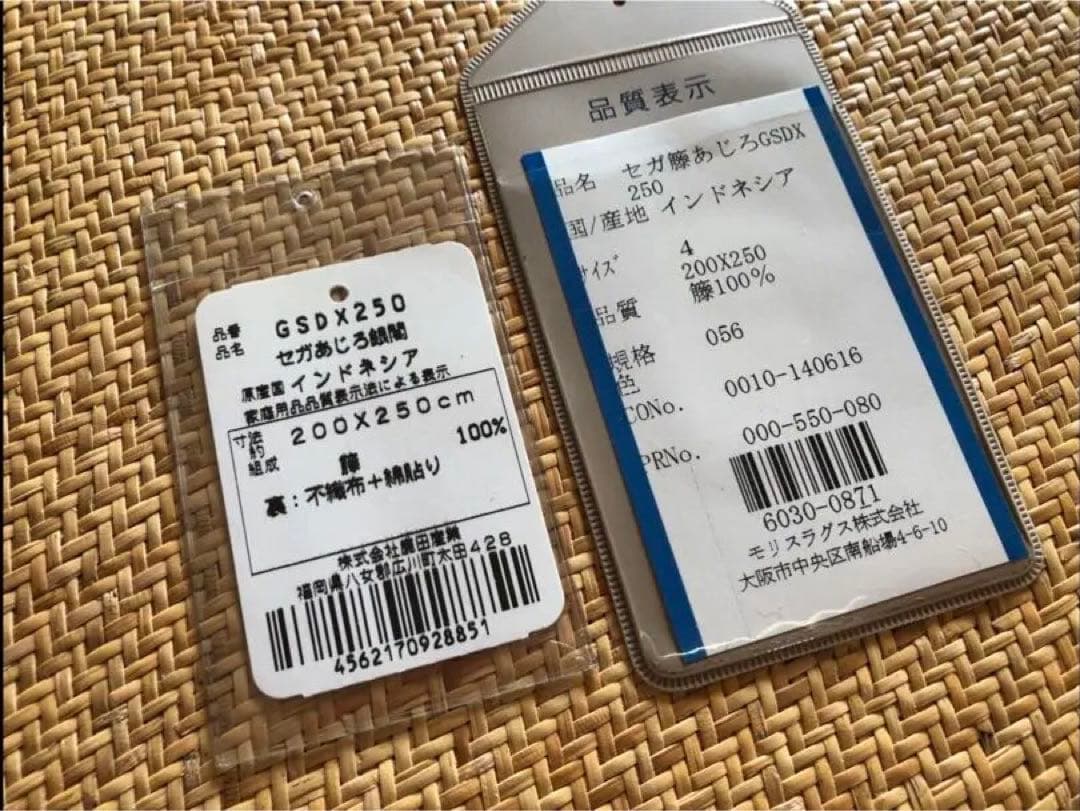 品番 GSDX250
品名 セガあじろ銀閣
原産国 インドネシア
家庭用品品質表示法による表示
寸法 約 200X250cm
組成 籐 100%
裏:不織布+綿貼り
株式会社
福岡県八女郡広川町太田428
4562170928851
品質表示
品名 セガ籐あじろGSDX
250
国/産地 インドネシア
サイズ 4
200X250
品質 籐100%
規格 056
色
CONo. 0010-140616
PRNo. 000-550-080
6030-0871
モリスラグス株式会社
大阪市中央区南船場4-6-10